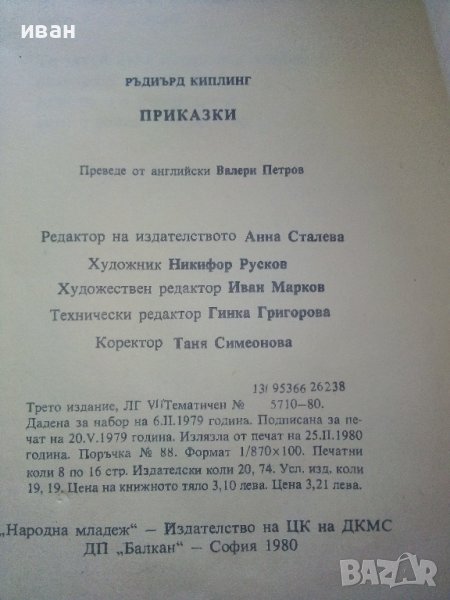 иван
РЪДИЪРД КИПЛИНГ
ПРИКАЗКИ
Преведе от английски Валери Петров
Редактор на издателството Анна Сталева
Художник Никифор Русков
Художествен редактор Иван Марков
Технически редактор Гинка Григорова
Коректор Таня Симеонова
95366 26238
Трето издание, ЛГ VII Тематичен № 5710—80.
Дадена за набор на 6.II.1979 година. Подписана за пе-
чат на 20.V.1979 година. Излязла от печат на 25.II.1980
година. Поръчка № 88. Формат 1/870×100. Печатни
коли 8 по 16 стр. Издателски коли 20, 74. Усл. изд. коли
19, 19. Цена на книжното тяло 3,10 лева. Цена 3,21 лева.
„Народна младеж“ — Издателство на ЦК на ДКМС
ДП „Балкан“ — София 1980
BAZAR